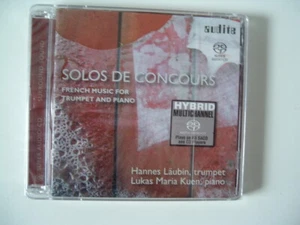 audite
SOLOS DE CONCOURS
FRENCH MUSIC FOR
TRUMPET AND PIANO
HYBRID
MULTICHANNEL
Hannes Läubin, trumpet
Lukas Maria Kuen, piano